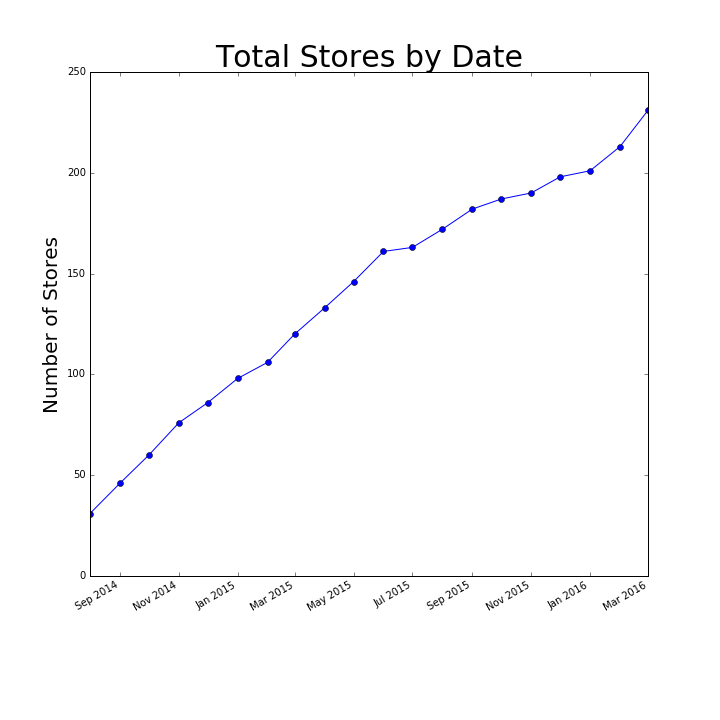 Total Stores by Date
Number of Stores
250
200
150
100
50
0
Sep 2014
Nov 2014
Jan 2015
Mar 2015
May 2015
Jul 2015
Sep 2015
Nov 2015
Jan 2016
Mar 2016